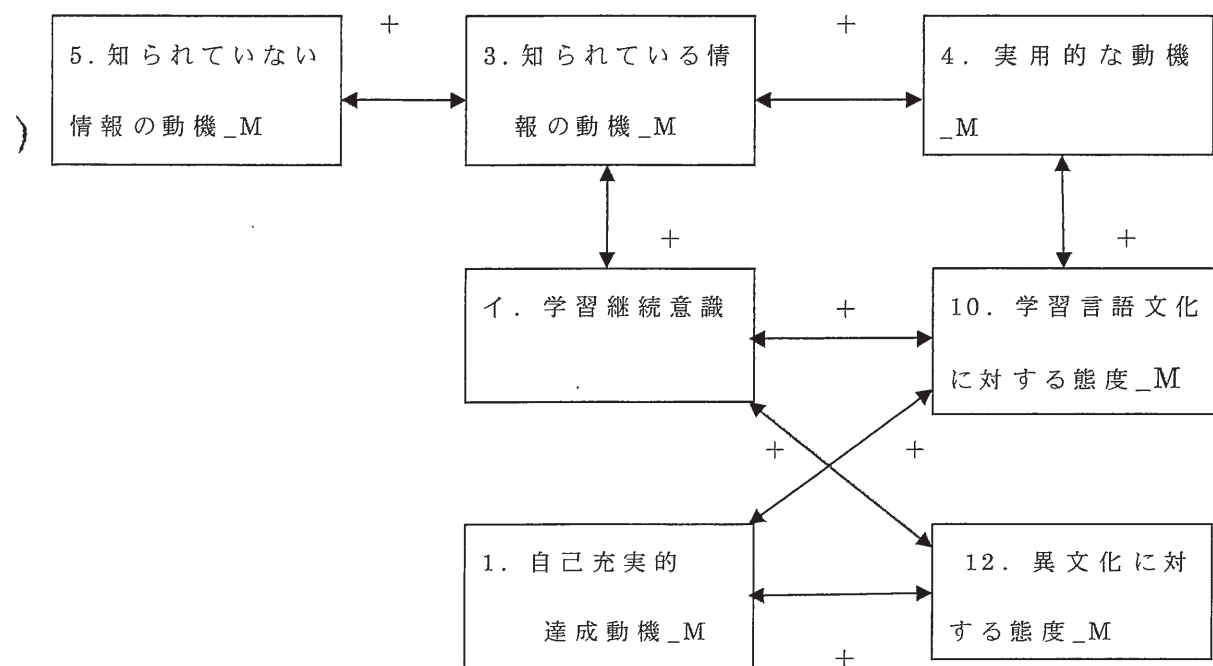 +
+
5. 知られていない
情報の動機_M
3. 知られている情
報の動機_M
4. 実用的な動機
_M
)
+
+
イ. 学習継続意識
+
10. 学習言語文化
に対する態度_M
+
+
1. 自己充実的
達成動機_M
12. 異文化に対
する態度_M
+